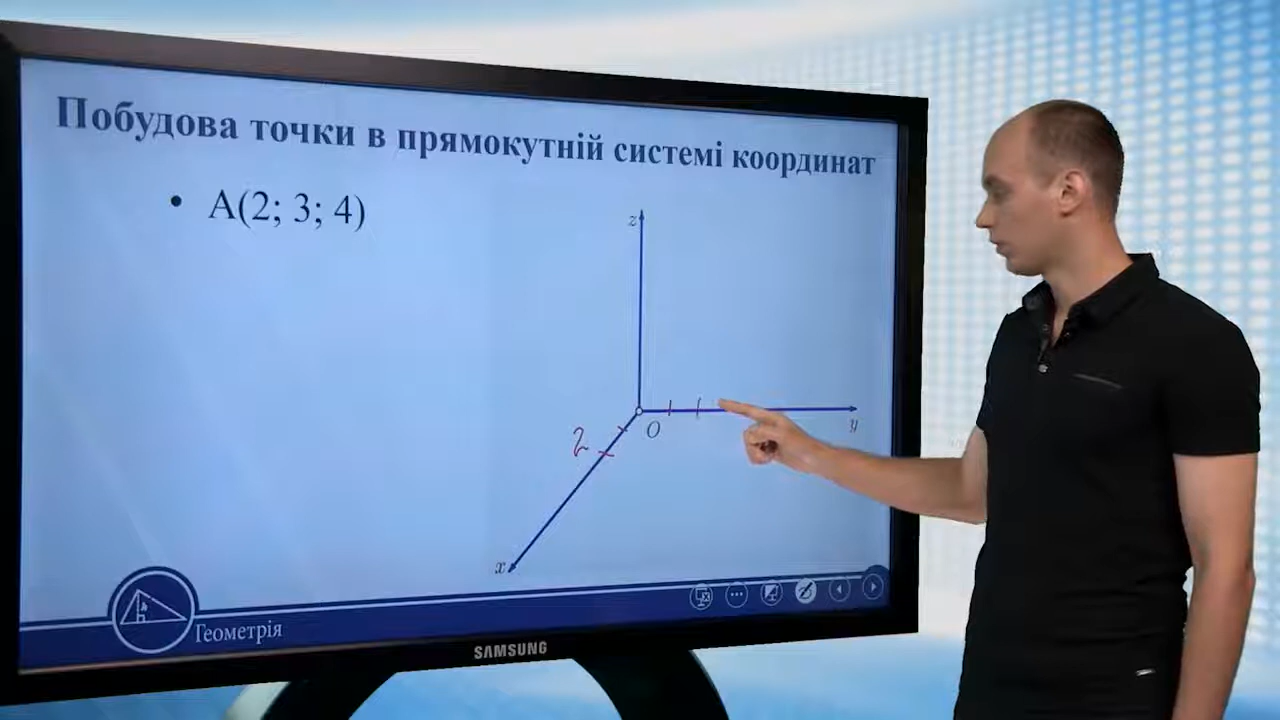 Побудова точки в прямокутній системі координат
• A(2; 3; 4)
z
2
O
y
x
Геометрія
SAMSUNG